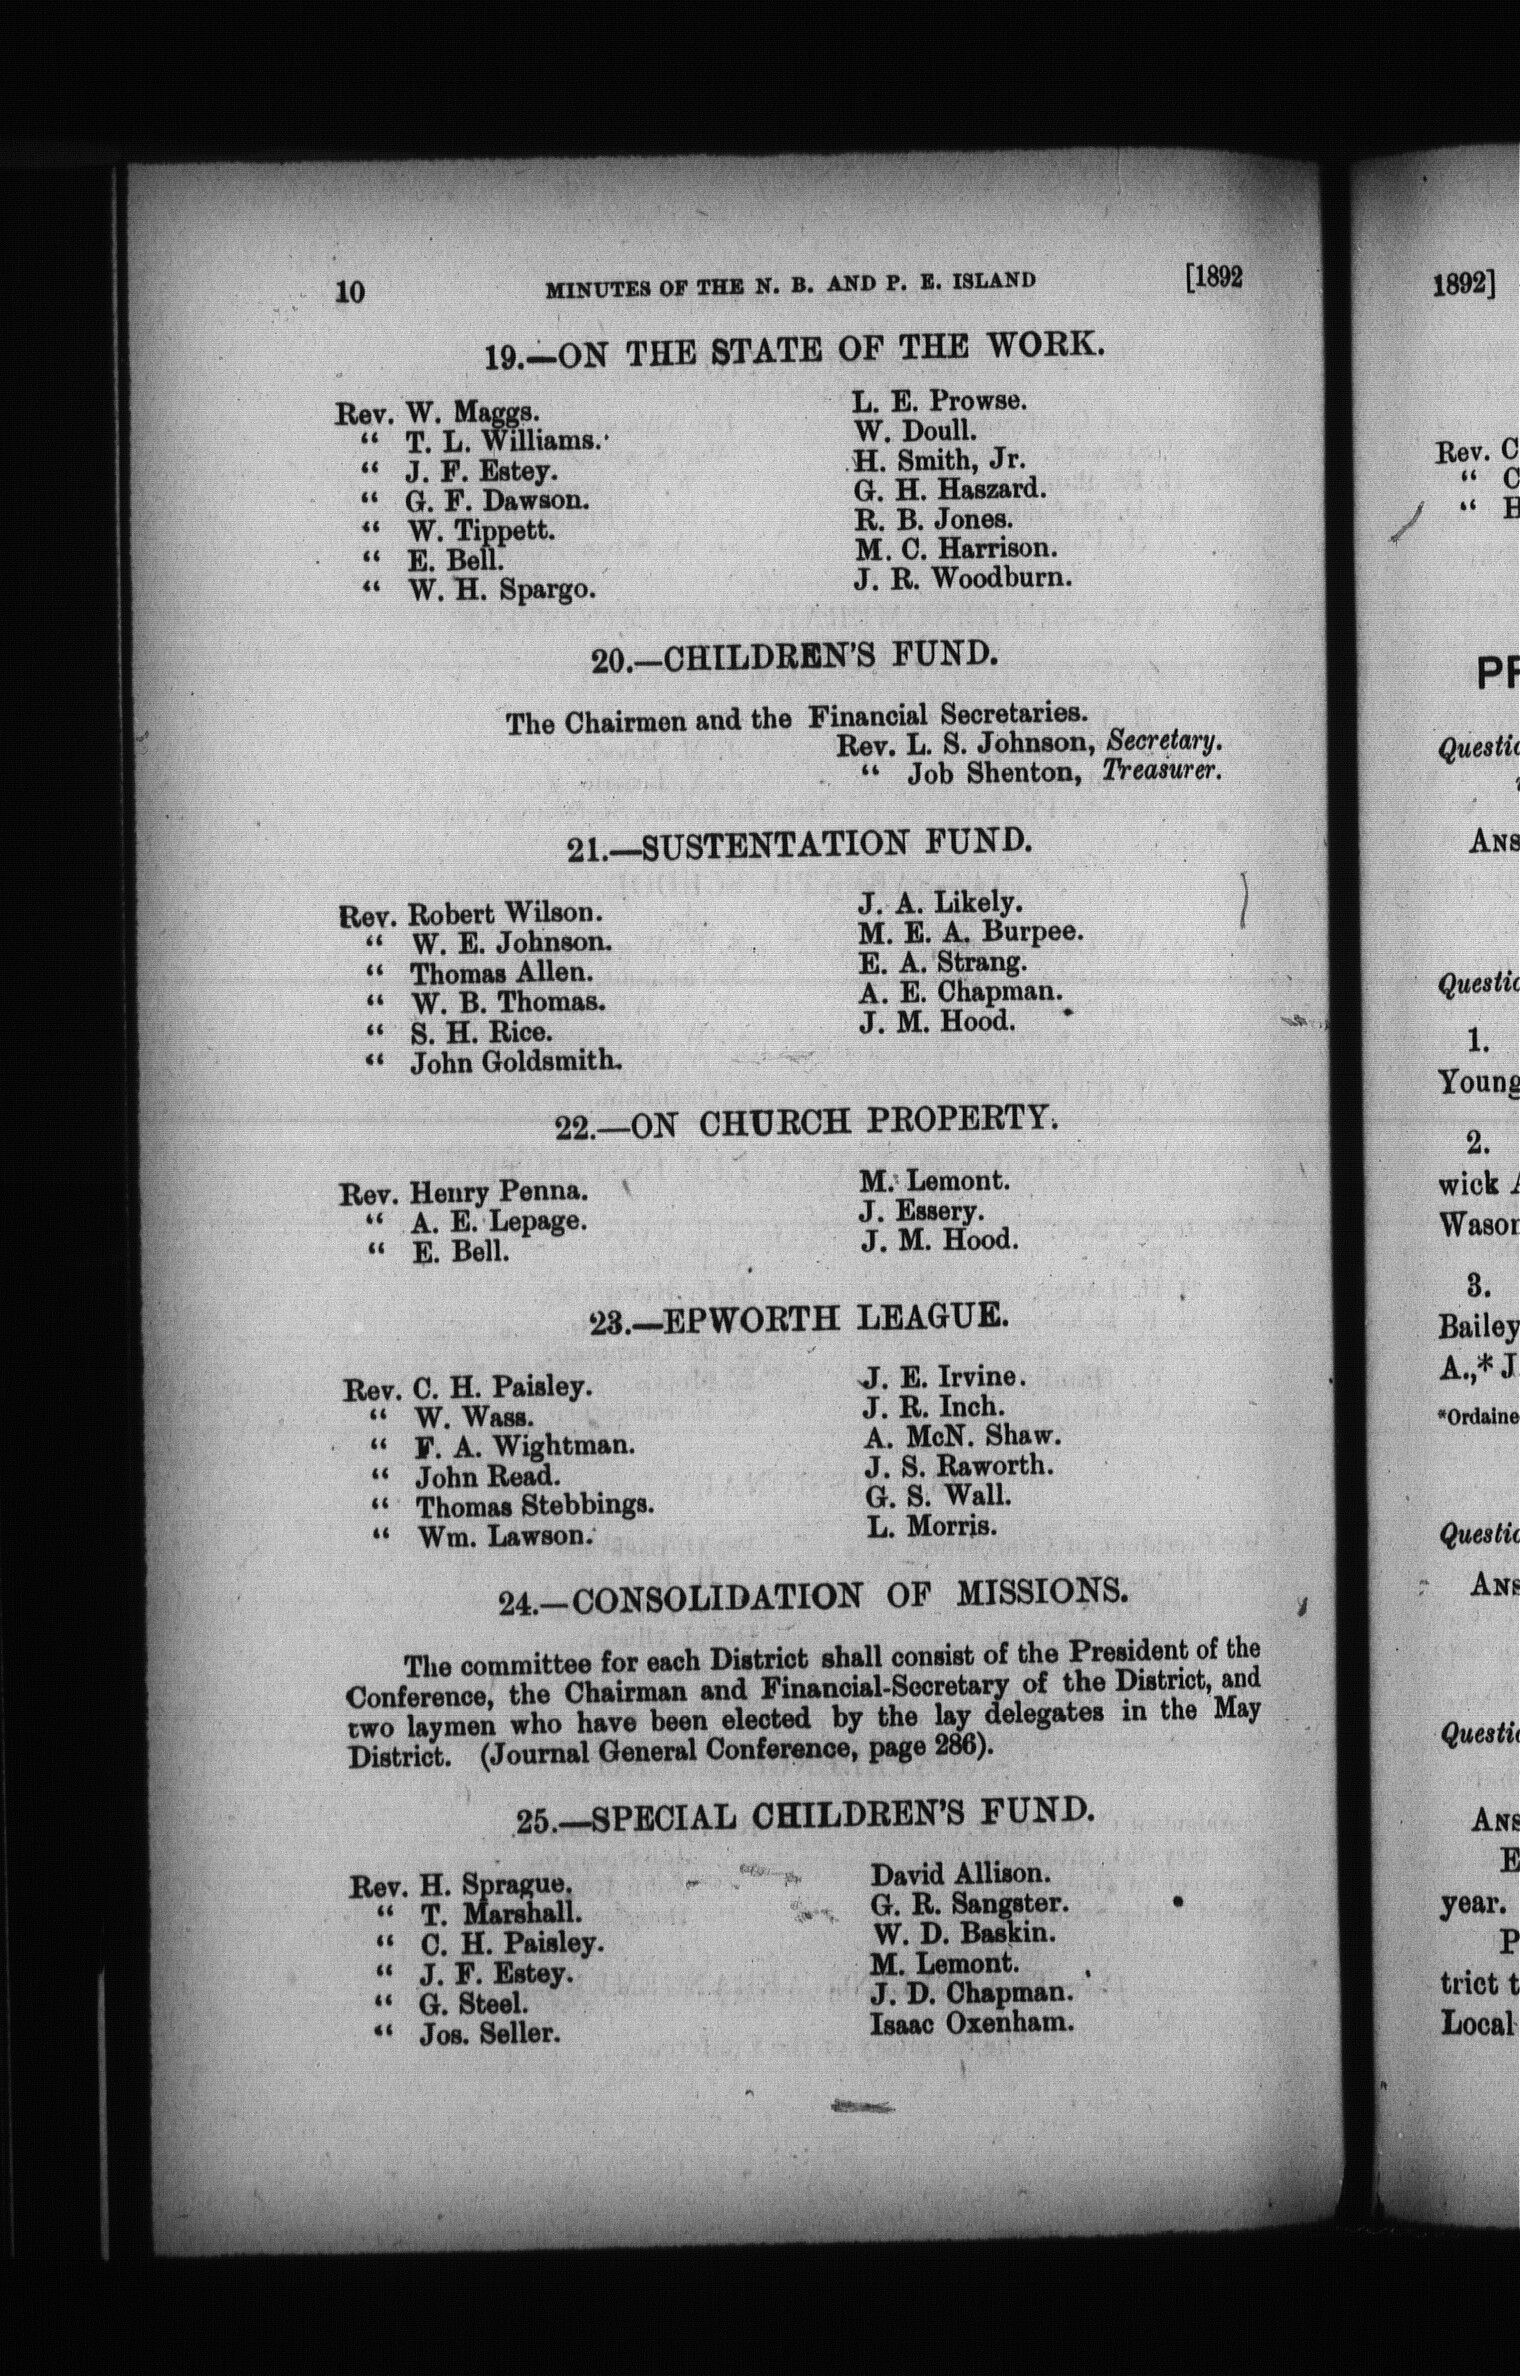 10 MINUTES OF THE N. B. AND P. E. ISLAND [1892
19.—ON THE STATE OF THE WORK.
Rev. W. Maggs. L. E. Prowse.
“ T. L. Williams. W. Doull.
“ J. F. Estey. H. Smith, Jr.
“ G. F. Dawson. G. H. Haszard.
“ W. Tippett. R. B. Jones.
“ E. Bell. M. C. Harrison.
“ W. H. Spargo. J. R. Woodburn.
20.—CHILDREN'S FUND.
The Chairmen and the Financial Secretaries.
Rev. L. S. Johnson, Secretary.
“ Job Shenton, Treasurer.
21.—SUSTENTATION FUND.
Rev. Robert Wilson. J. A. Likely.
“ W. E. Johnson. M. E. A. Burpee.
“ Thomas Allen. E. A. Strang.
“ W. B. Thomas. A. E. Chapman.
“ S. H. Rice. J. M. Hood.
“ John Goldsmith.
22.—ON CHURCH PROPERTY.
Rev. Henry Penna. M. Lemont.
“ A. E. Lepage. J. Essery.
“ E. Bell. J. M. Hood.
23.—EPWORTH LEAGUE.
Rev. C. H. Paisley. J. E. Irvine.
“ W. Wass. J. R. Inch.
“ F. A. Wightman. A. McN. Shaw.
“ John Read. J. S. Raworth.
“ Thomas Stebbings. G. S. Wall.
“ Wm. Lawson. L. Morris.
24.—CONSOLIDATION OF MISSIONS.
The committee for each District shall consist of the President of the
Conference, the Chairman and Financial-Secretary of the District, and
two laymen who have been elected by the lay delegates in the May
District. (Journal General Conference, page 286).
25.—SPECIAL CHILDREN'S FUND.
Rev. H. Sprague. David Allison.
“ T. Marshall. G. R. Sangster.
“ C. H. Paisley. W. D. Baskin.
“ J. F. Estey. M. Lemont.
“ G. Steel. J. D. Chapman.
“ Jos. Seller. Isaac Oxenham.
1892]
Rev. C
“ C
“ H
1.
Young
2.
wick
3.
Bailey
A.,* J
year.
trict t
Local